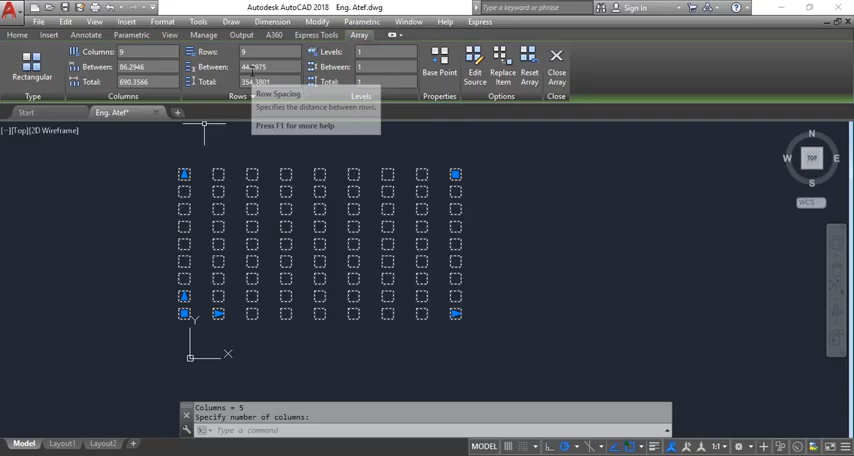 Autodesk AutoCAD 2018 Eng. Atef.dwg
Type a keyword or phrase
Sign In
File Edit View Insert Format Tools Draw Dimension Modify Parametric Window Help Express
Home Insert Annotate Parametric View Manage Output A360 Express Tools Array
Columns: 9
Between: 86.2946
Total: 690.3566
Rows: 9
Between:
Total: 354.3801
Levels: 1
Between: 1
Total: 1
Rectangular
Base Point
Edit Source
Replace Item
Reset Array
Close Array
Type Columns Rows Levels Properties Options Close
Row Spacing
Specifies the distance between rows.
Press F1 for more help
Start Eng. Atef*
[−][Top][2D Wireframe]
N
W TOP E
S
WCS
Y
X
Columns = 5
Specify number of columns:
Type a command
Model Layout1 Layout2 +
MODEL
1:1